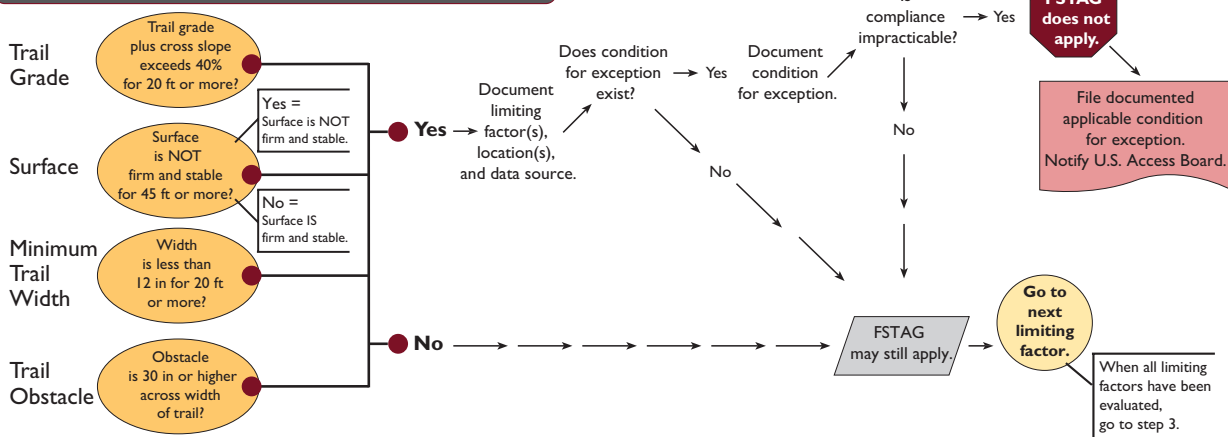 Trail
Grade
Trail grade
plus cross slope
exceeds 40%
for 20 ft or more?
Surface
Surface
is NOT
firm and stable
for 45 ft or more?
Yes =
Surface is NOT
firm and stable.
No =
Surface IS
firm and stable.
Minimum
Trail
Width
Width
is less than
12 in for 20 ft
or more?
Trail
Obstacle
Obstacle
is 30 in or higher
across width
of trail?
Yes
Document
limiting
factor(s),
location(s),
and data source.
Does condition
for exception
exist?
Yes
Document
condition
for exception.
compliance
impracticable?
Yes
FSTAG
does not
apply.
File documented
applicable condition
for exception.
Notify U.S. Access Board.
No
No
No
FSTAG
may still apply.
Go to
next
limiting
factor.
When all limiting
factors have been
evaluated,
go to step 3.